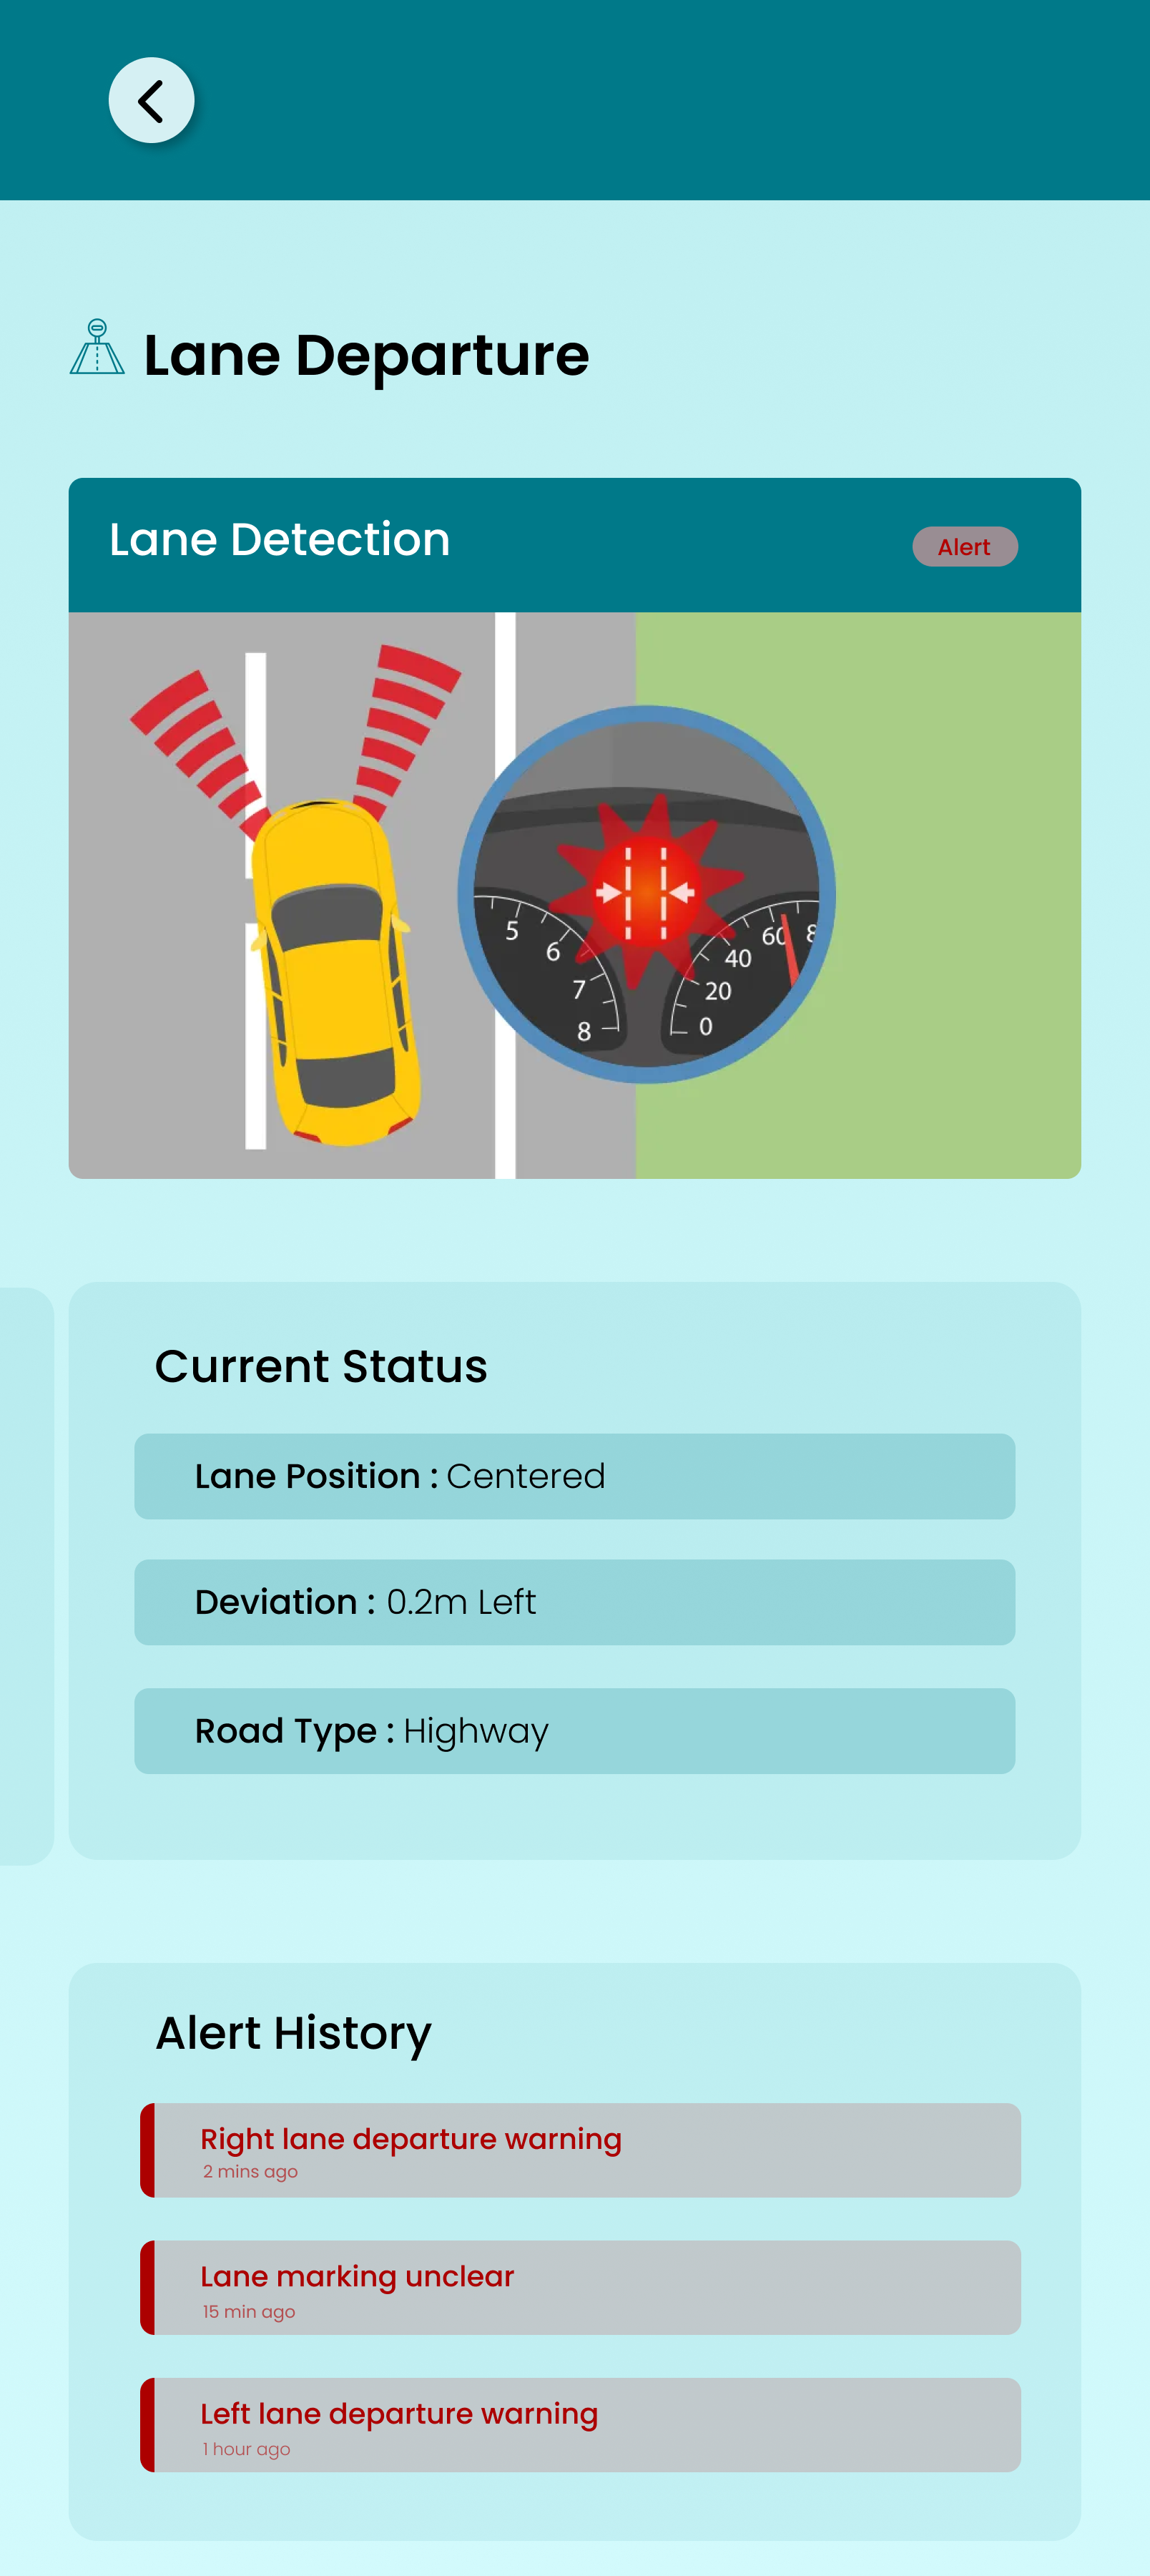 Lane Departure
Lane Detection
Alert
5
6
7
8
60
8
40
20
0
Current Status
Lane Position : Centered
Deviation : 0.2m Left
Road Type : Highway
Alert History
Right lane departure warning
2 mins ago
Lane marking unclear
15 min ago
Left lane departure warning
1 hour ago